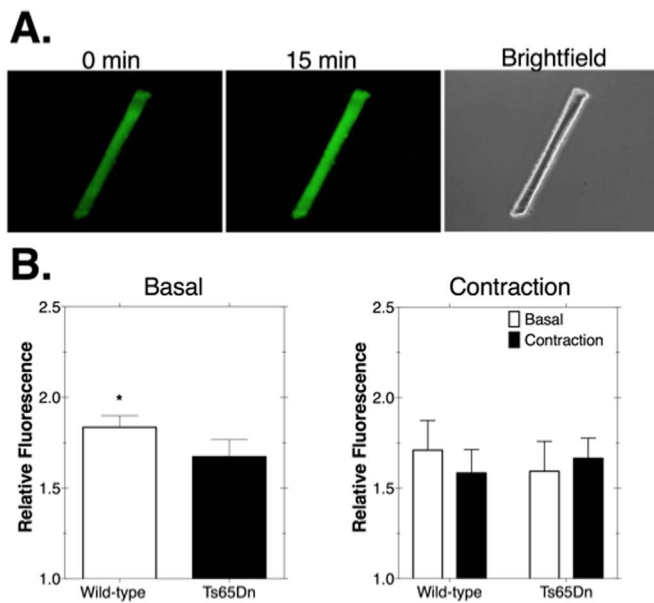 A.
0 min
15 min
Brightfield
B.
Basal
2.5
2.0
1.5
1.0
Relative Fluorescence
*
Wild-type
Ts65Dn
Contraction
2.5
2.0
1.5
1.0
Relative Fluorescence
Basal
Contraction
Wild-type
Ts65Dn